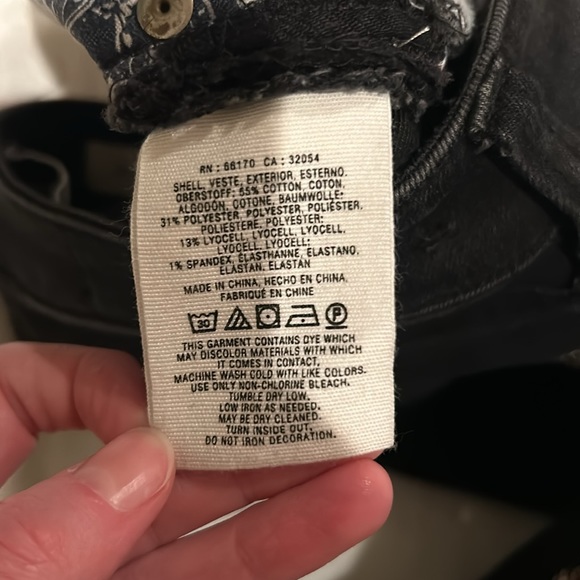 RN : 66170 CA : 32054
SHELL, VESTE, EXTERIOR, ESTERNO,
OBERSTOFF: 55% COTTON, COTON,
ALGODÓN, COTONE, BAUMWOLLE:
31% POLYESTER, POLYESTER, POLIÉSTER,
POLIESTERE, POLYESTER;
13% LYOCELL, LYOCELL, LYOCELL,
LYOCELL, LYOCELL;
1% SPANDEX, ÉLASTHANNE, ELASTANO,
ELASTAN, ELASTAN
MADE IN CHINA, HECHO EN CHINA,
FABRIQUÉ EN CHINE
30 P
THIS GARMENT CONTAINS DYE WHICH
MAY DISCOLOR MATERIALS WITH WHICH
IT COMES IN CONTACT.
MACHINE WASH COLD WITH LIKE COLORS.
USE ONLY NON-CHLORINE BLEACH.
TUMBLE DRY LOW.
LOW IRON AS NEEDED.
MAY BE DRY CLEANED.
TURN INSIDE OUT.
DO NOT IRON DECORATION.